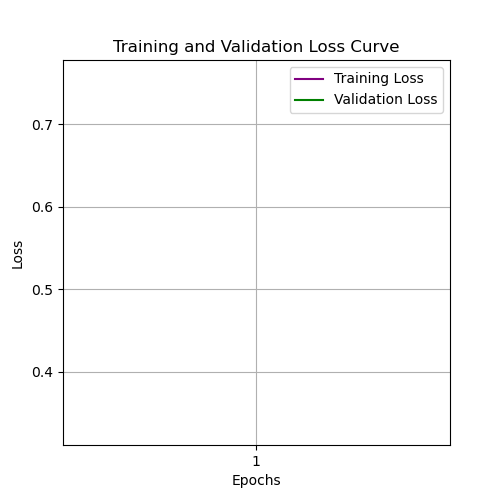 Training and Validation Loss Curve
Training Loss
Validation Loss
0.7
0.6
0.5
0.4
Loss
1
Epochs